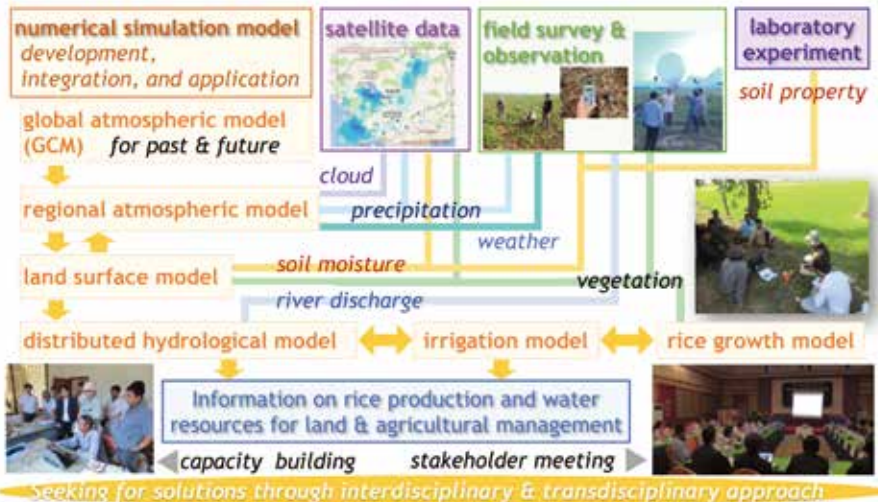 numerical simulation model
development,
integration, and application
satellite data
field survey &
observation
laboratory
experiment
soil property
global atmospheric model
(GCM) for past & future
cloud
regional atmospheric model
precipitation
weather
soil moisture
land surface model
vegetation
river discharge
distributed hydrological model
irrigation model
rice growth model
Information on rice production and water
resources for land & agricultural management
capacity building
stakeholder meeting
Seeking for solutions through interdisciplinary & transdisciplinary approach